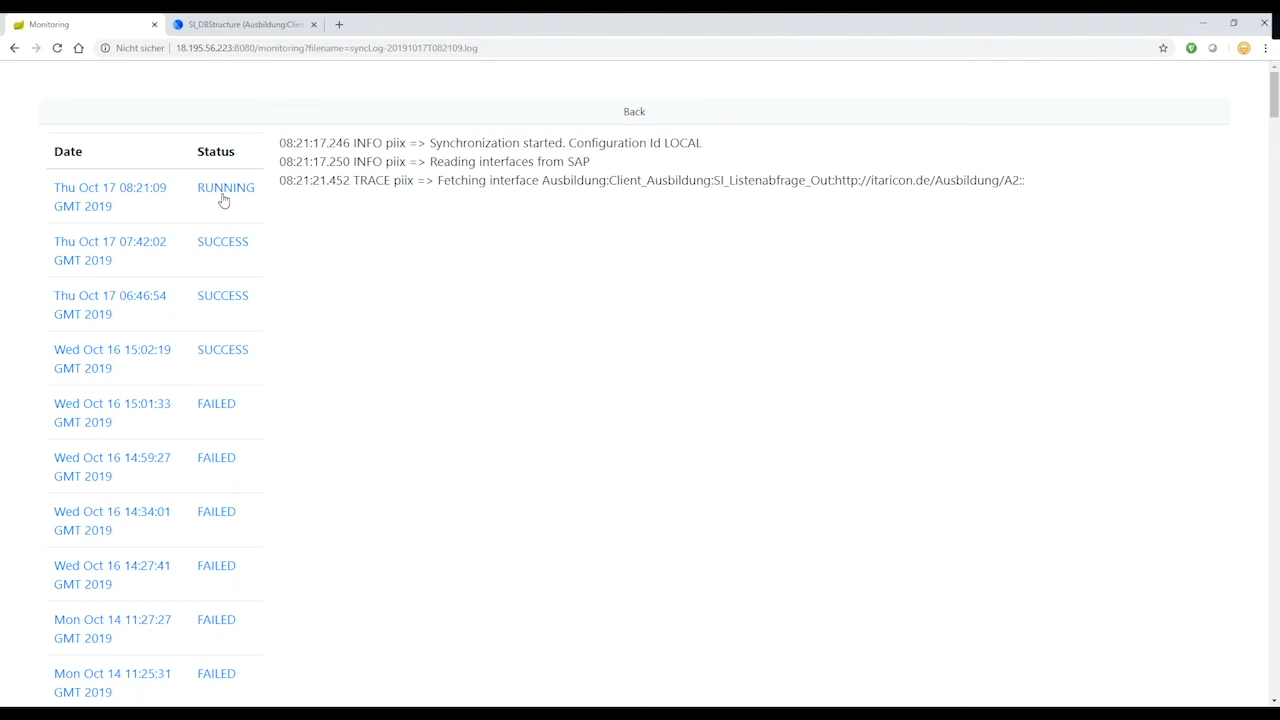 Monitoring
SI_DBStructure (Ausbildung:Clie
Nicht sicher
18.195.56.223:8080/monitoring?filename=syncLog-20191017T082109.log
Back
Date Status
08:21:17.246 INFO piix => Synchronization started. Configuration Id LOCAL
08:21:17.250 INFO piix => Reading interfaces from SAP
08:21:21.452 TRACE piix => Fetching interface Ausbildung:Client_Ausbildung:SI_Listenabfrage_Out:http://itaricon.de/Ausbildung/A2::
Thu Oct 17 08:21:09 RUNNING
GMT 2019
Thu Oct 17 07:42:02 SUCCESS
GMT 2019
Thu Oct 17 06:46:54 SUCCESS
GMT 2019
Wed Oct 16 15:02:19 SUCCESS
GMT 2019
Wed Oct 16 15:01:33 FAILED
GMT 2019
Wed Oct 16 14:59:27 FAILED
GMT 2019
Wed Oct 16 14:34:01 FAILED
GMT 2019
Wed Oct 16 14:27:41 FAILED
GMT 2019
Mon Oct 14 11:27:27 FAILED
GMT 2019
Mon Oct 14 11:25:31 FAILED
GMT 2019